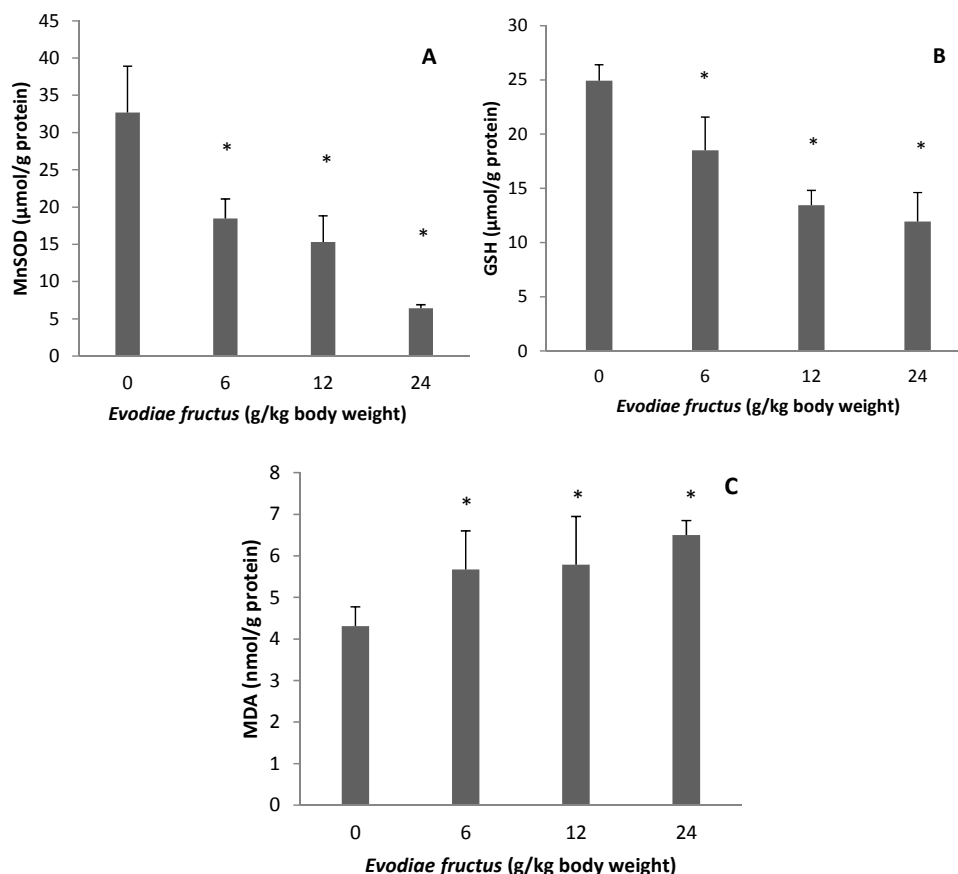 A
MnSOD (µmol/g protein)
45
40
35
30
25
20
15
10
5
0
*
*
*
0 6 12 24
Evodiae fructus (g/kg body weight)
B
GSH (µmol/g protein)
30
25
20
15
10
5
0
*
*
*
0 6 12 24
Evodiae fructus (g/kg body weight)
C
MDA (nmol/g protein)
8
7
6
5
4
3
2
1
0
*
*
*
0 6 12 24
Evodiae fructus (g/kg body weight)